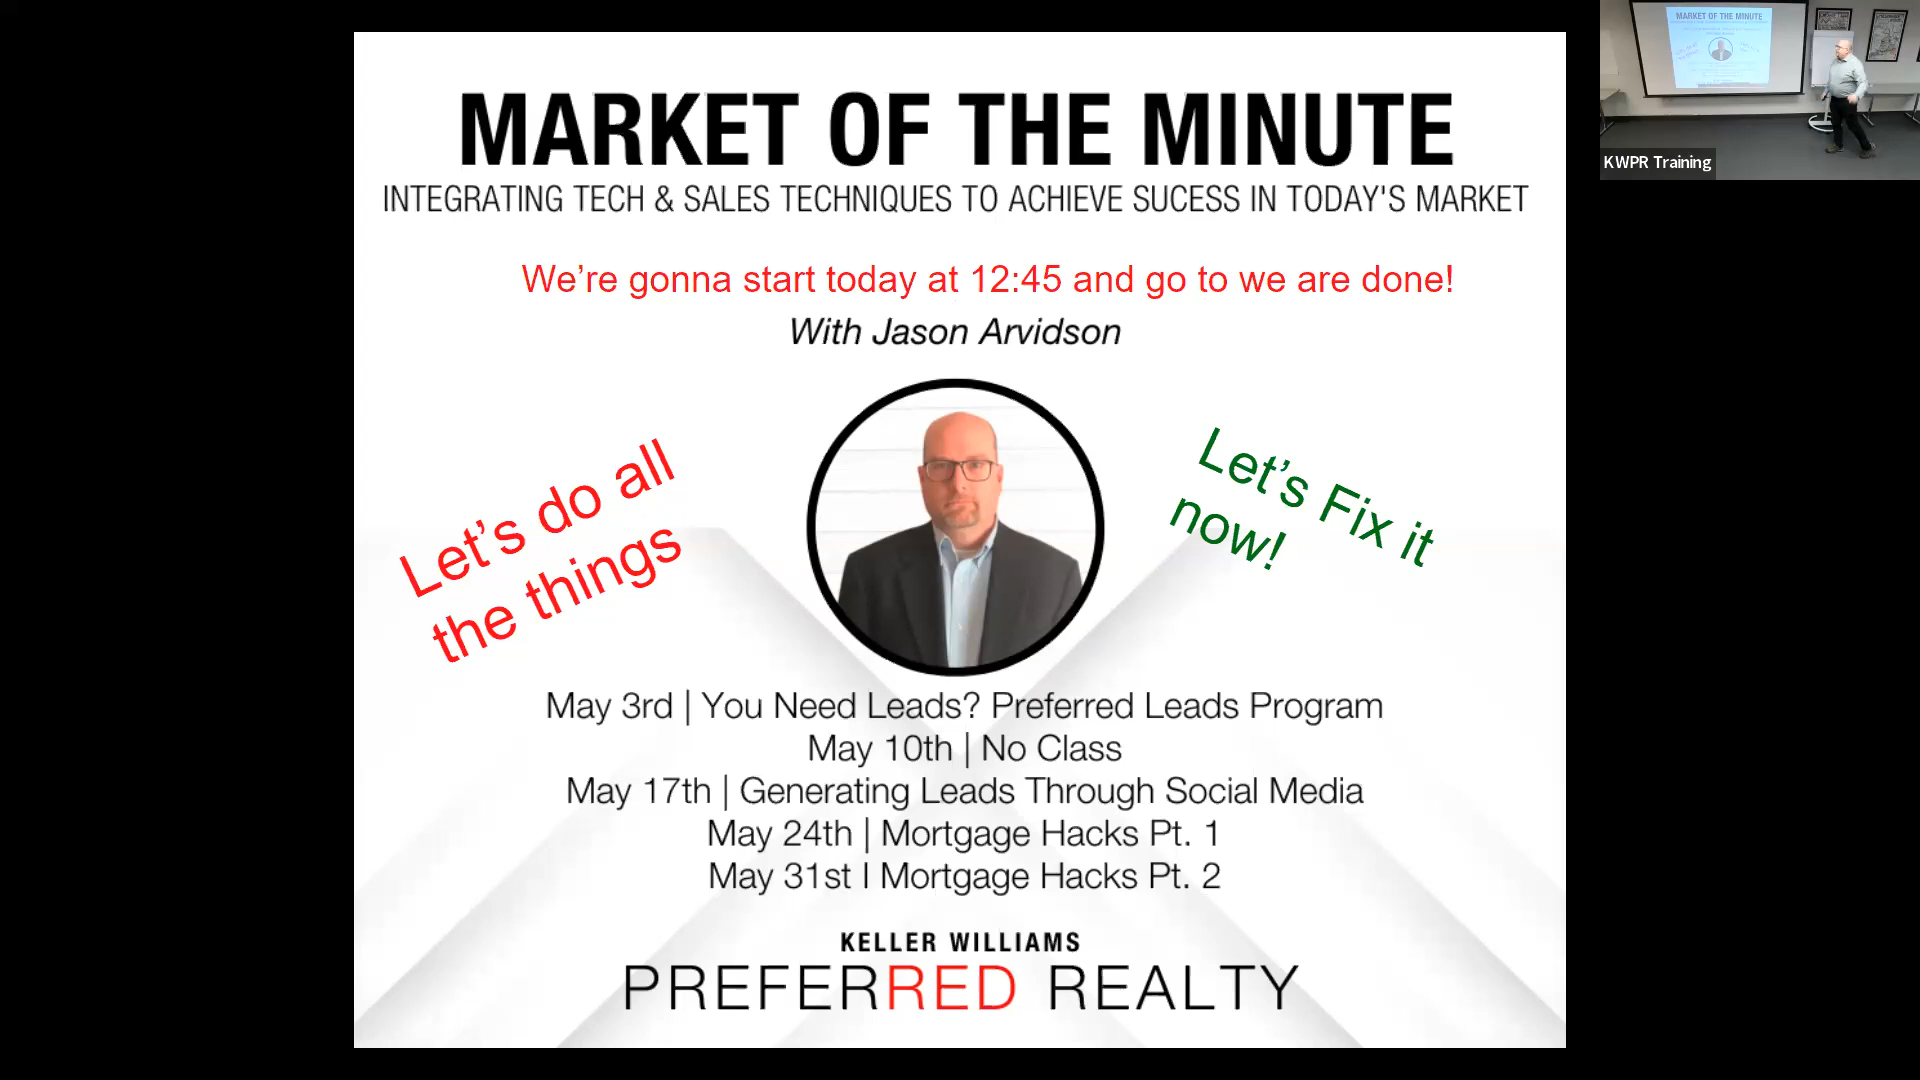 MARKET OF THE MINUTE
INTEGRATING TECH & SALES TECHNIQUES TO ACHIEVE SUCESS IN TODAY'S MARKET
We’re gonna start today at 12:45 and go to we are done!
With Jason Arvidson
Let’s do all
the things
Let’s Fix it
now!
May 3rd | You Need Leads? Preferred Leads Program
May 10th | No Class
May 17th | Generating Leads Through Social Media
May 24th | Mortgage Hacks Pt. 1
May 31st I Mortgage Hacks Pt. 2
KELLER WILLIAMS
PREFERRED REALTY
MARKET OF THE MINUTE
KWPR Training